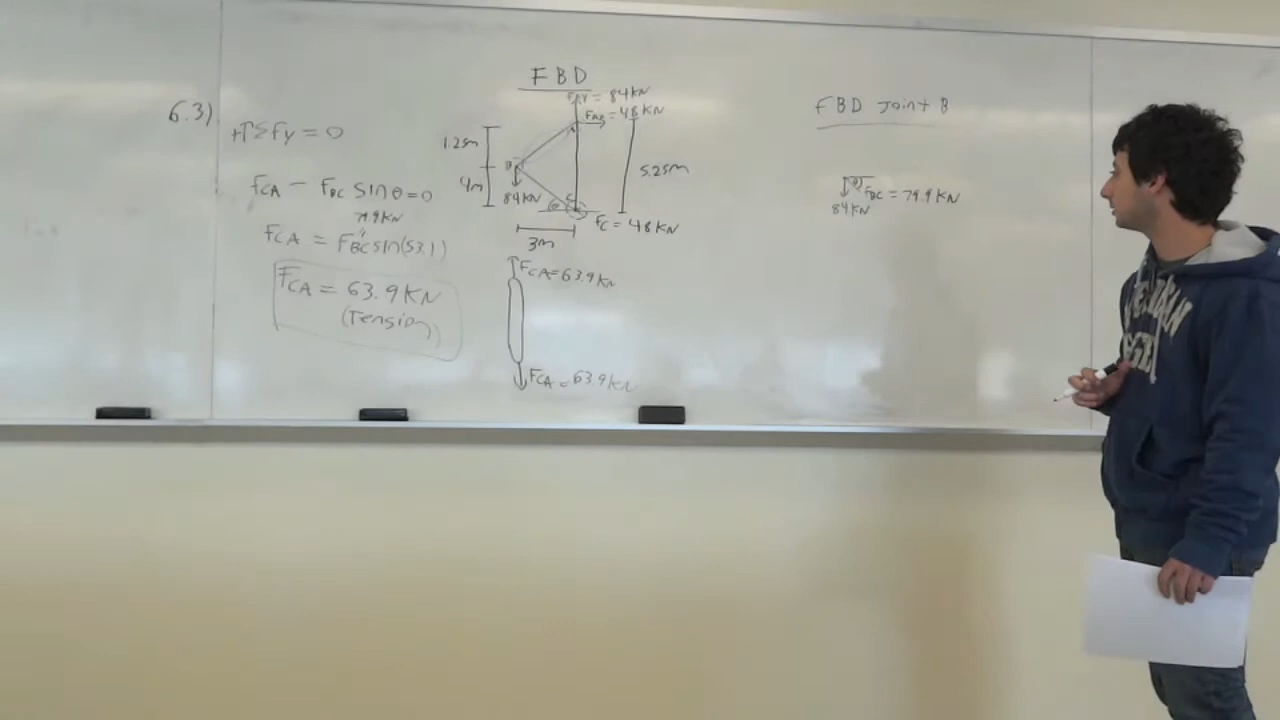 6.3)
+↑ΣFy = 0
FCA - FBC sin θ = 0
79.9 KN
FCA = FBC sin(53.1)
FCA = 63.9 KN
(Tension)
FBD
= 84 KN
FAx = 48 KN
A
1.25m
B
4m
5.25m
84 KN
θ
C
FC = 48 KN
3m
FCA = 63.9 KN
FCA = 63.9 KN
FBD Joint B
θ
FBC = 79.9 KN
84 KN